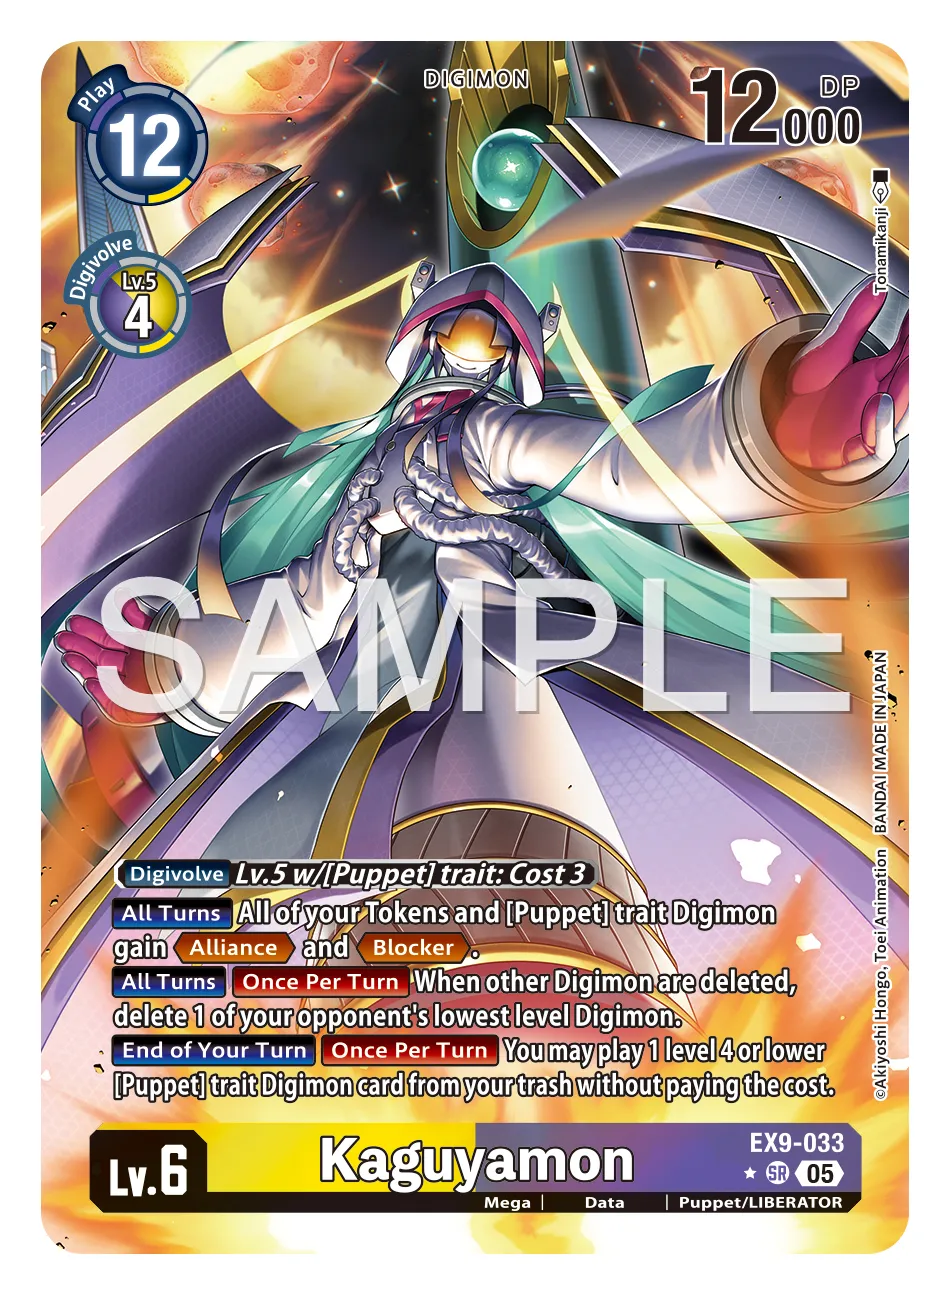 DIGIMON
Play
12
12000
DP
Digivolve
Lv.5
4
Tonamikanji
SAMPLE
BANDAI MADE IN JAPAN
©Akiyoshi Hongo, Toei Animation
Digivolve Lv.5 w/[Puppet] trait: Cost 3
All Turns All of your Tokens and [Puppet] trait Digimon
gain Alliance and Blocker.
All Turns Once Per Turn When other Digimon are deleted,
delete 1 of your opponent's lowest level Digimon.
End of Your Turn Once Per Turn You may play 1 level 4 or lower
[Puppet] trait Digimon card from your trash without paying the cost.
Lv.6
Kaguyamon
EX9-033
SR 05
Mega | Data | Puppet/LIBERATOR